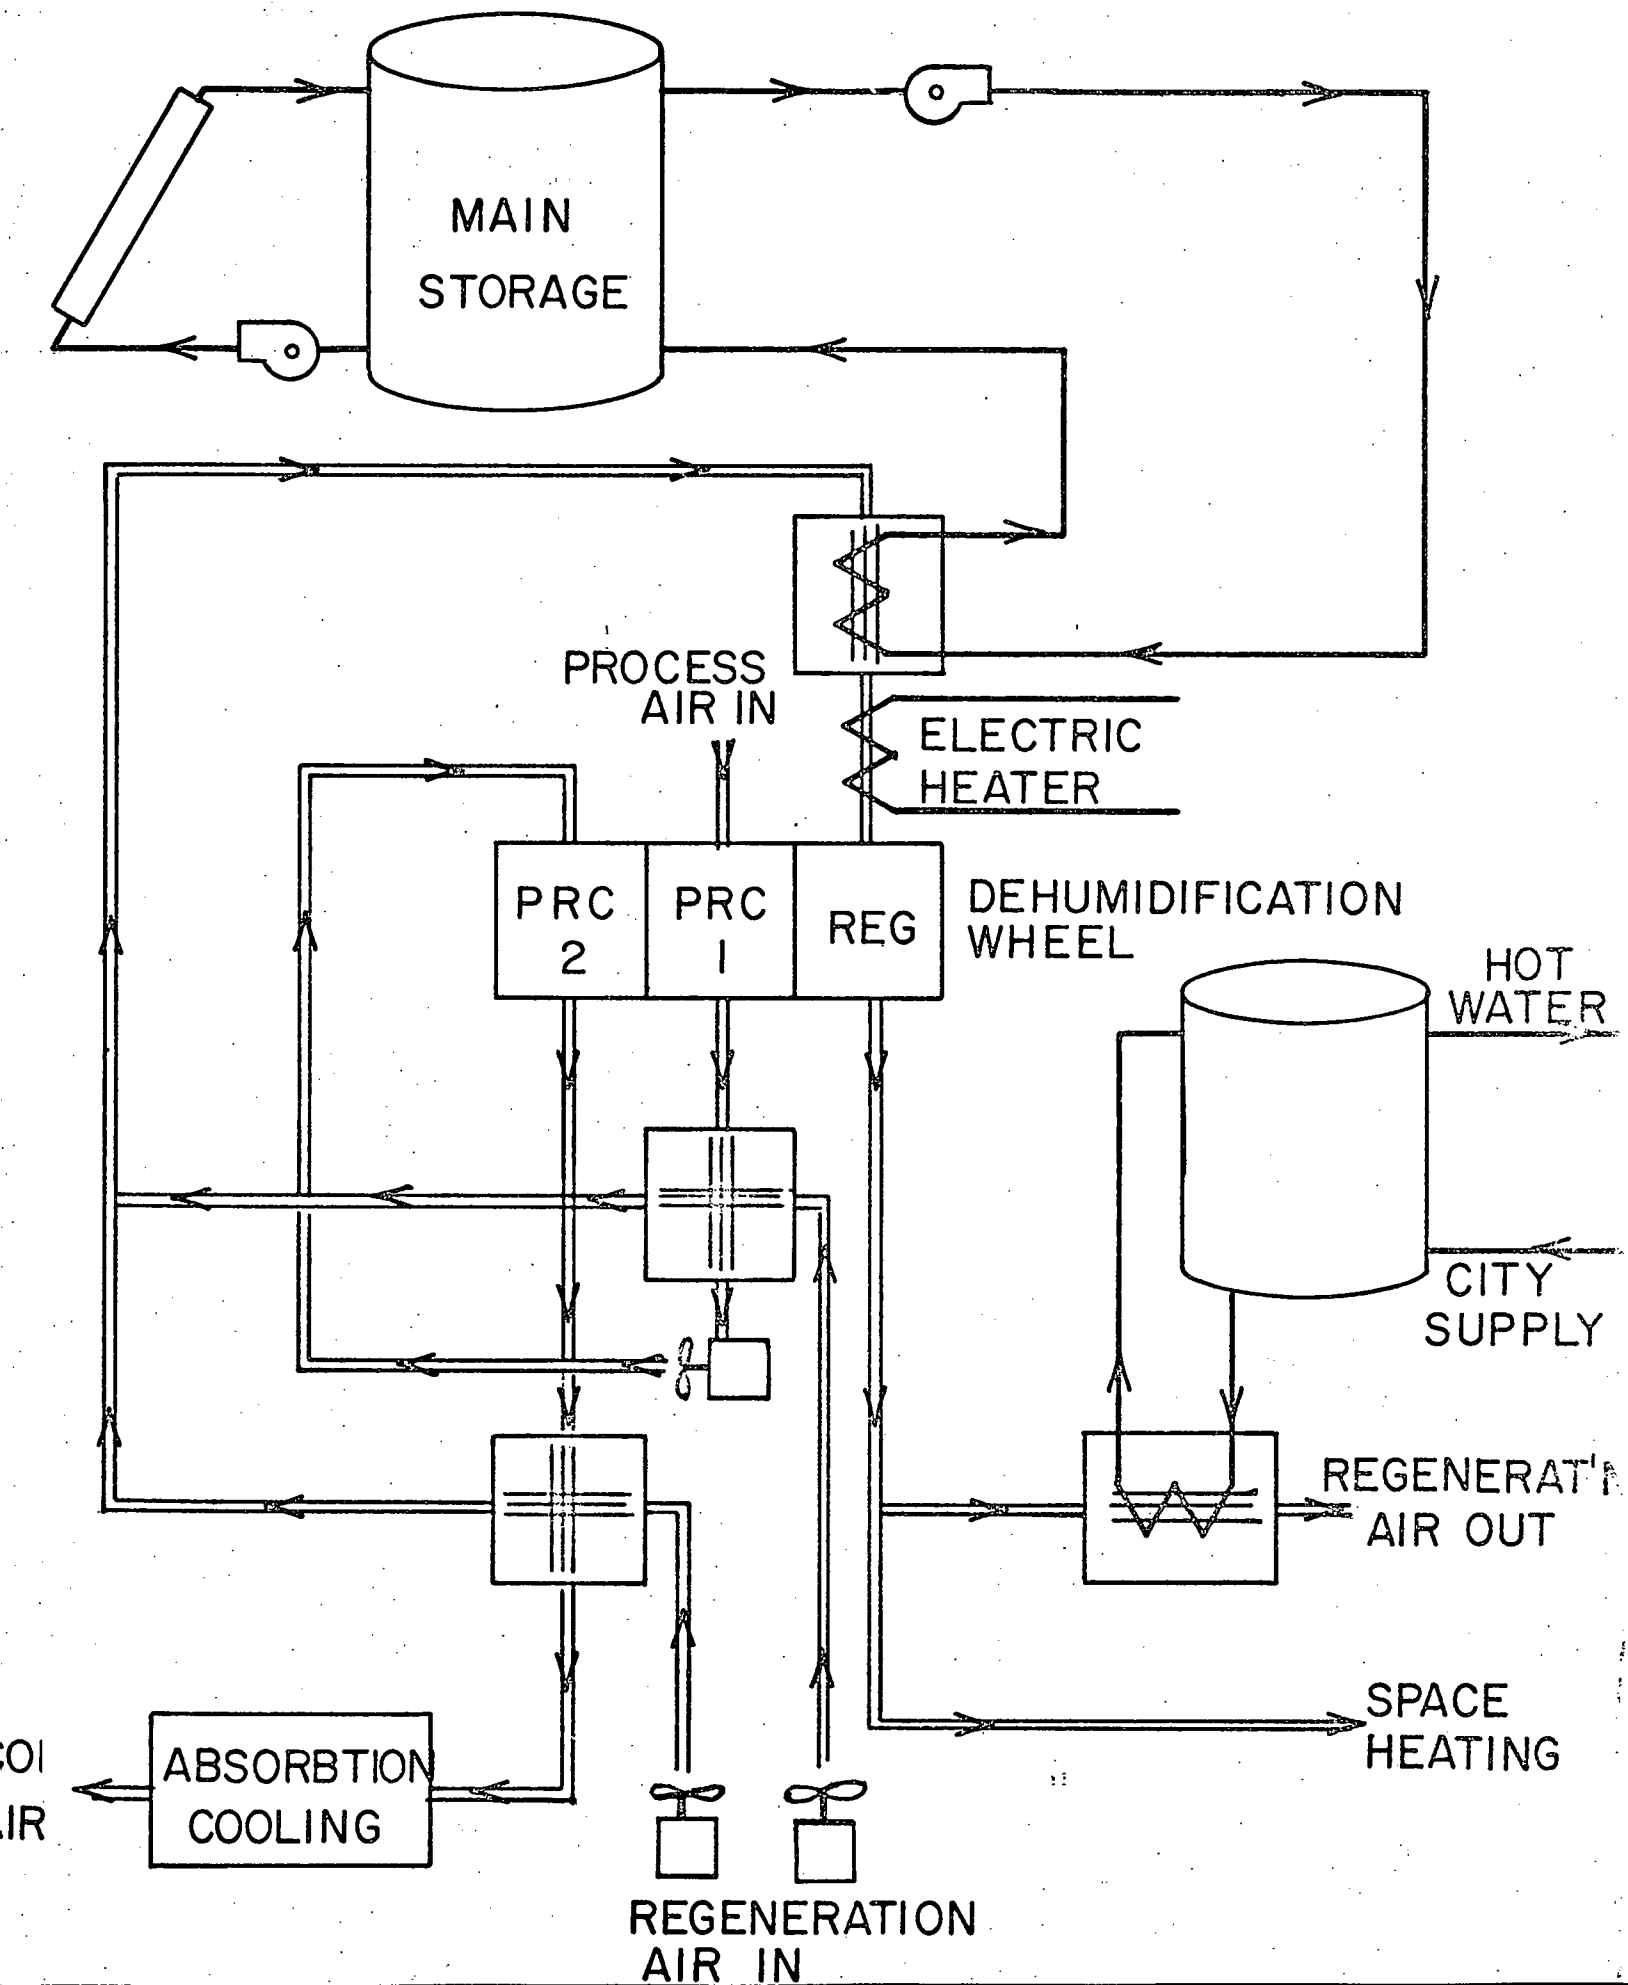 MAIN
STORAGE
PROCESS
AIR IN
ELECTRIC
HEATER
PRC
2
PRC
1
REG
DEHUMIDIFICATION
WHEEL
HOT
WATER
CITY
SUPPLY
REGENERAT'N
AIR OUT
SPACE
HEATING
ABSORBTION
COOLING
REGENERATION
AIR IN